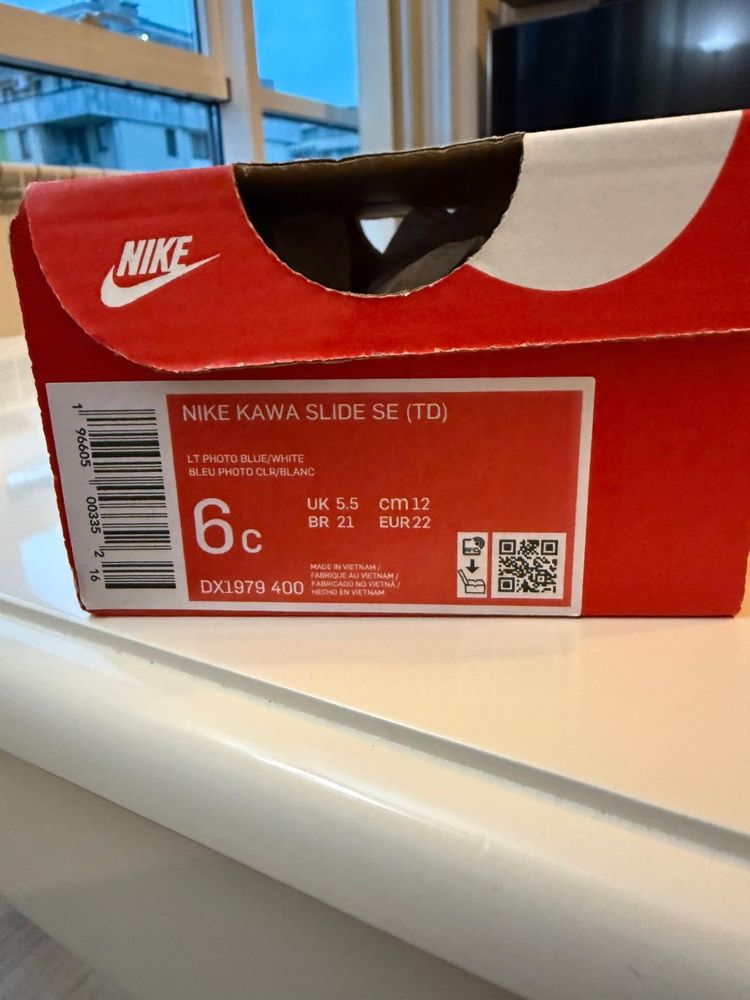 NIKE
NIKE KAWA SLIDE SE (TD)
LT PHOTO BLUE/WHITE
BLEU PHOTO CLR/BLANC
6C
UK 5.5 cm 12
BR 21 EUR 22
DX1979 400
MADE IN VIETNAM /
FABRIQUE AU VIETNAM /
FABRICADO NO VIETNÃ /
HECHO EN VIETNAM
1 96605 00335 2 16
RFID